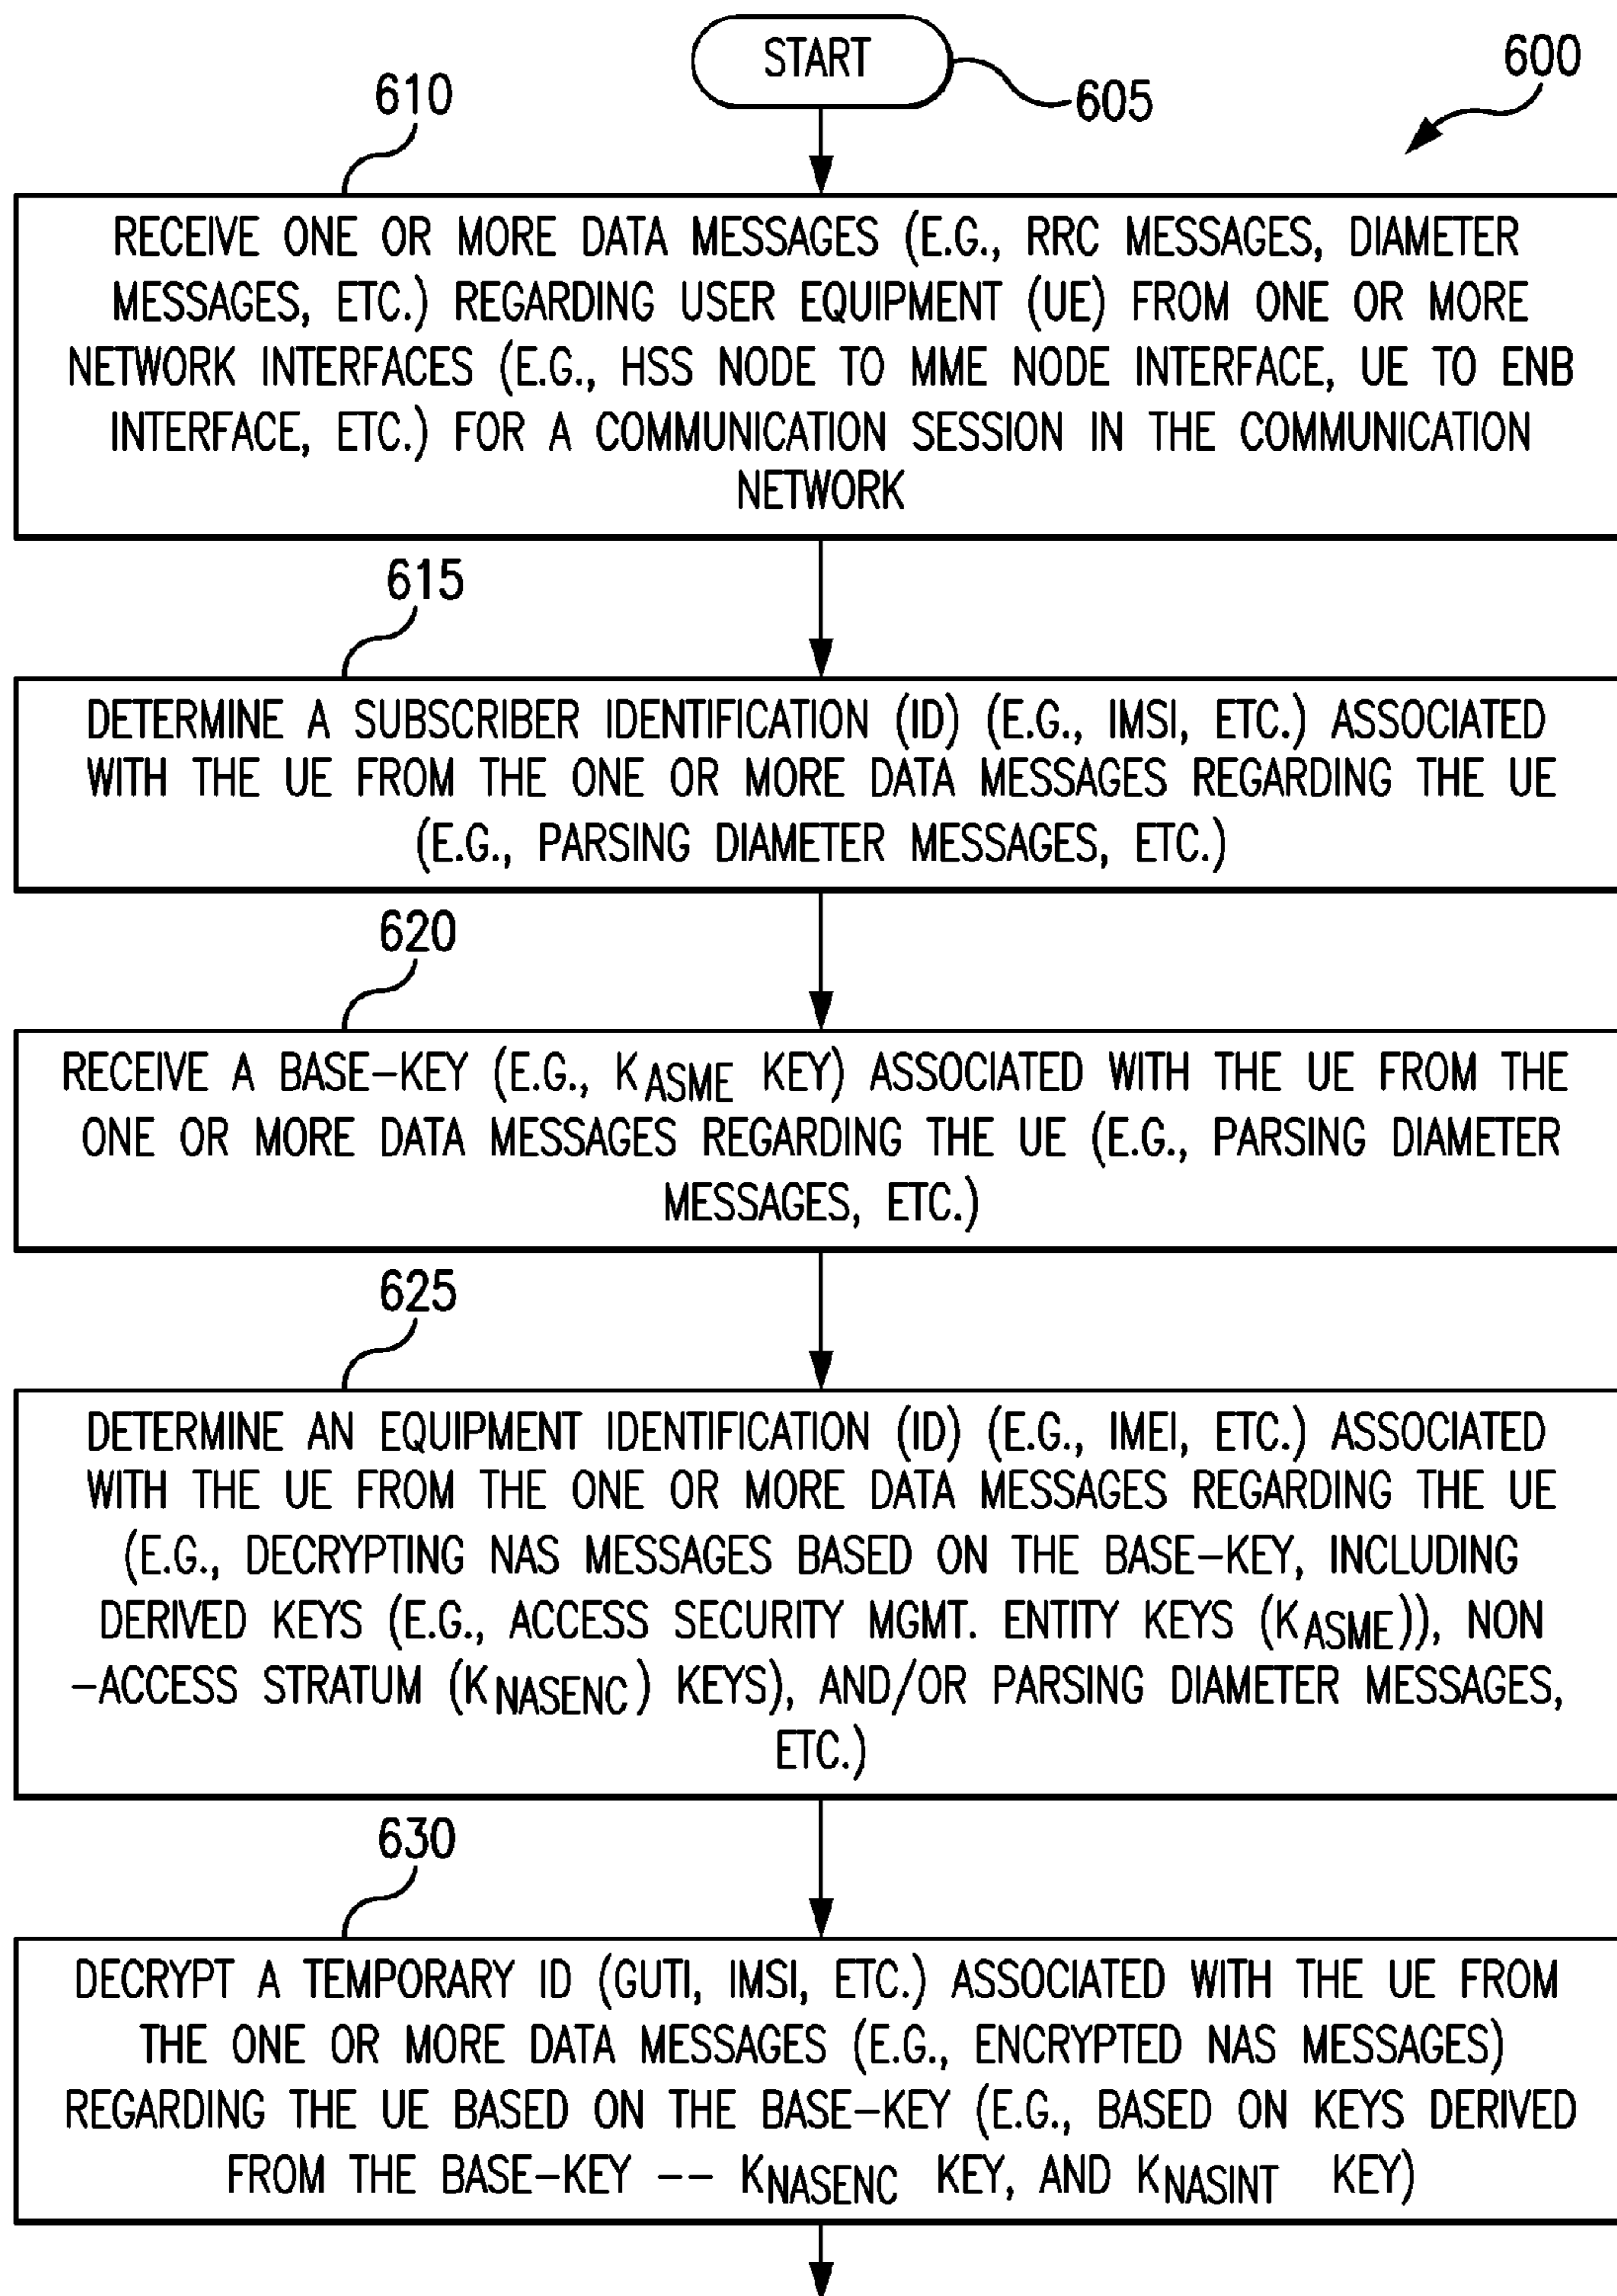 START
605
600
610
RECEIVE ONE OR MORE DATA MESSAGES (E.G., RRC MESSAGES, DIAMETER
MESSAGES, ETC.) REGARDING USER EQUIPMENT (UE) FROM ONE OR MORE
NETWORK INTERFACES (E.G., HSS NODE TO MME NODE INTERFACE, UE TO ENB
INTERFACE, ETC.) FOR A COMMUNICATION SESSION IN THE COMMUNICATION
NETWORK
615
DETERMINE A SUBSCRIBER IDENTIFICATION (ID) (E.G., IMSI, ETC.) ASSOCIATED
WITH THE UE FROM THE ONE OR MORE DATA MESSAGES REGARDING THE UE
(E.G., PARSING DIAMETER MESSAGES, ETC.)
620
RECEIVE A BASE-KEY (E.G., KASME KEY) ASSOCIATED WITH THE UE FROM THE
ONE OR MORE DATA MESSAGES REGARDING THE UE (E.G., PARSING DIAMETER
MESSAGES, ETC.)
625
DETERMINE AN EQUIPMENT IDENTIFICATION (ID) (E.G., IMEI, ETC.) ASSOCIATED
WITH THE UE FROM THE ONE OR MORE DATA MESSAGES REGARDING THE UE
(E.G., DECRYPTING NAS MESSAGES BASED ON THE BASE-KEY, INCLUDING
DERIVED KEYS (E.G., ACCESS SECURITY MGMT. ENTITY KEYS (KASME)), NON
-ACCESS STRATUM (KNASENC) KEYS), AND/OR PARSING DIAMETER MESSAGES,
ETC.)
630
DECRYPT A TEMPORARY ID (GUTI, IMSI, ETC.) ASSOCIATED WITH THE UE FROM
THE ONE OR MORE DATA MESSAGES (E.G., ENCRYPTED NAS MESSAGES)
REGARDING THE UE BASED ON THE BASE-KEY (E.G., BASED ON KEYS DERIVED
FROM THE BASE-KEY -- KNASENC KEY, AND KNASINT KEY)